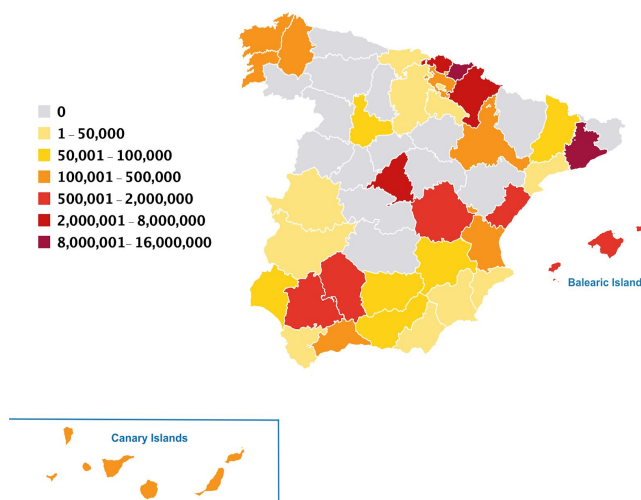 0
1 – 50,000
50,001 – 100,000
100,001 – 500,000
500,001 – 2,000,000
2,000,001 – 8,000,000
8,000,001– 16,000,000
Balearic Island
Canary Islands